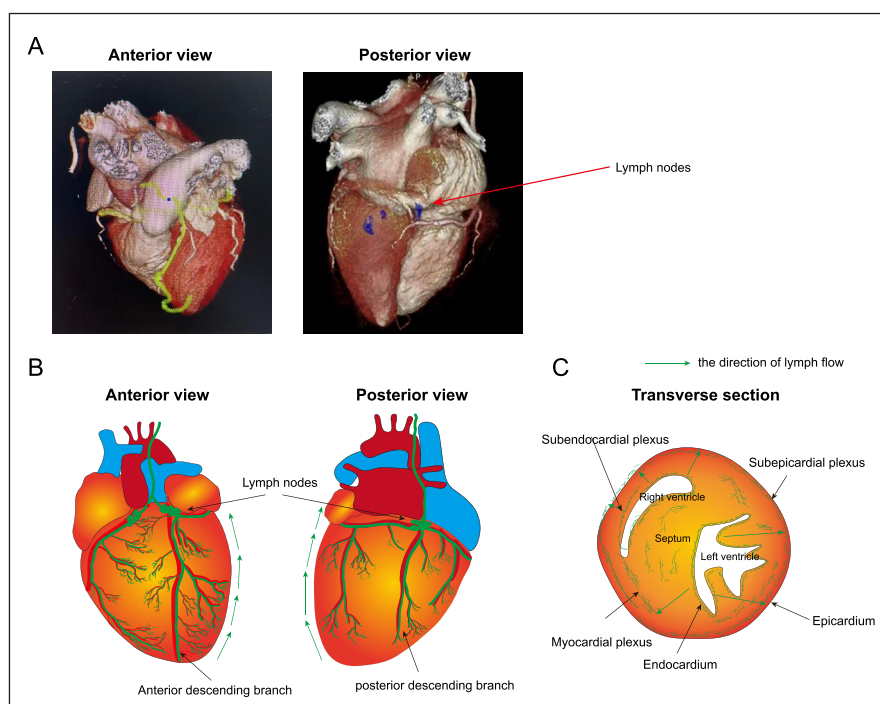 A
Anterior view
Posterior view
P
Lymph nodes
B
Anterior view
Posterior view
Lymph nodes
Anterior descending branch
posterior descending branch
C
the direction of lymph flow
Transverse section
Subendocardial plexus
Subepicardial plexus
Right ventricle
Septum
Left ventricle
Epicardium
Myocardial plexus
Endocardium